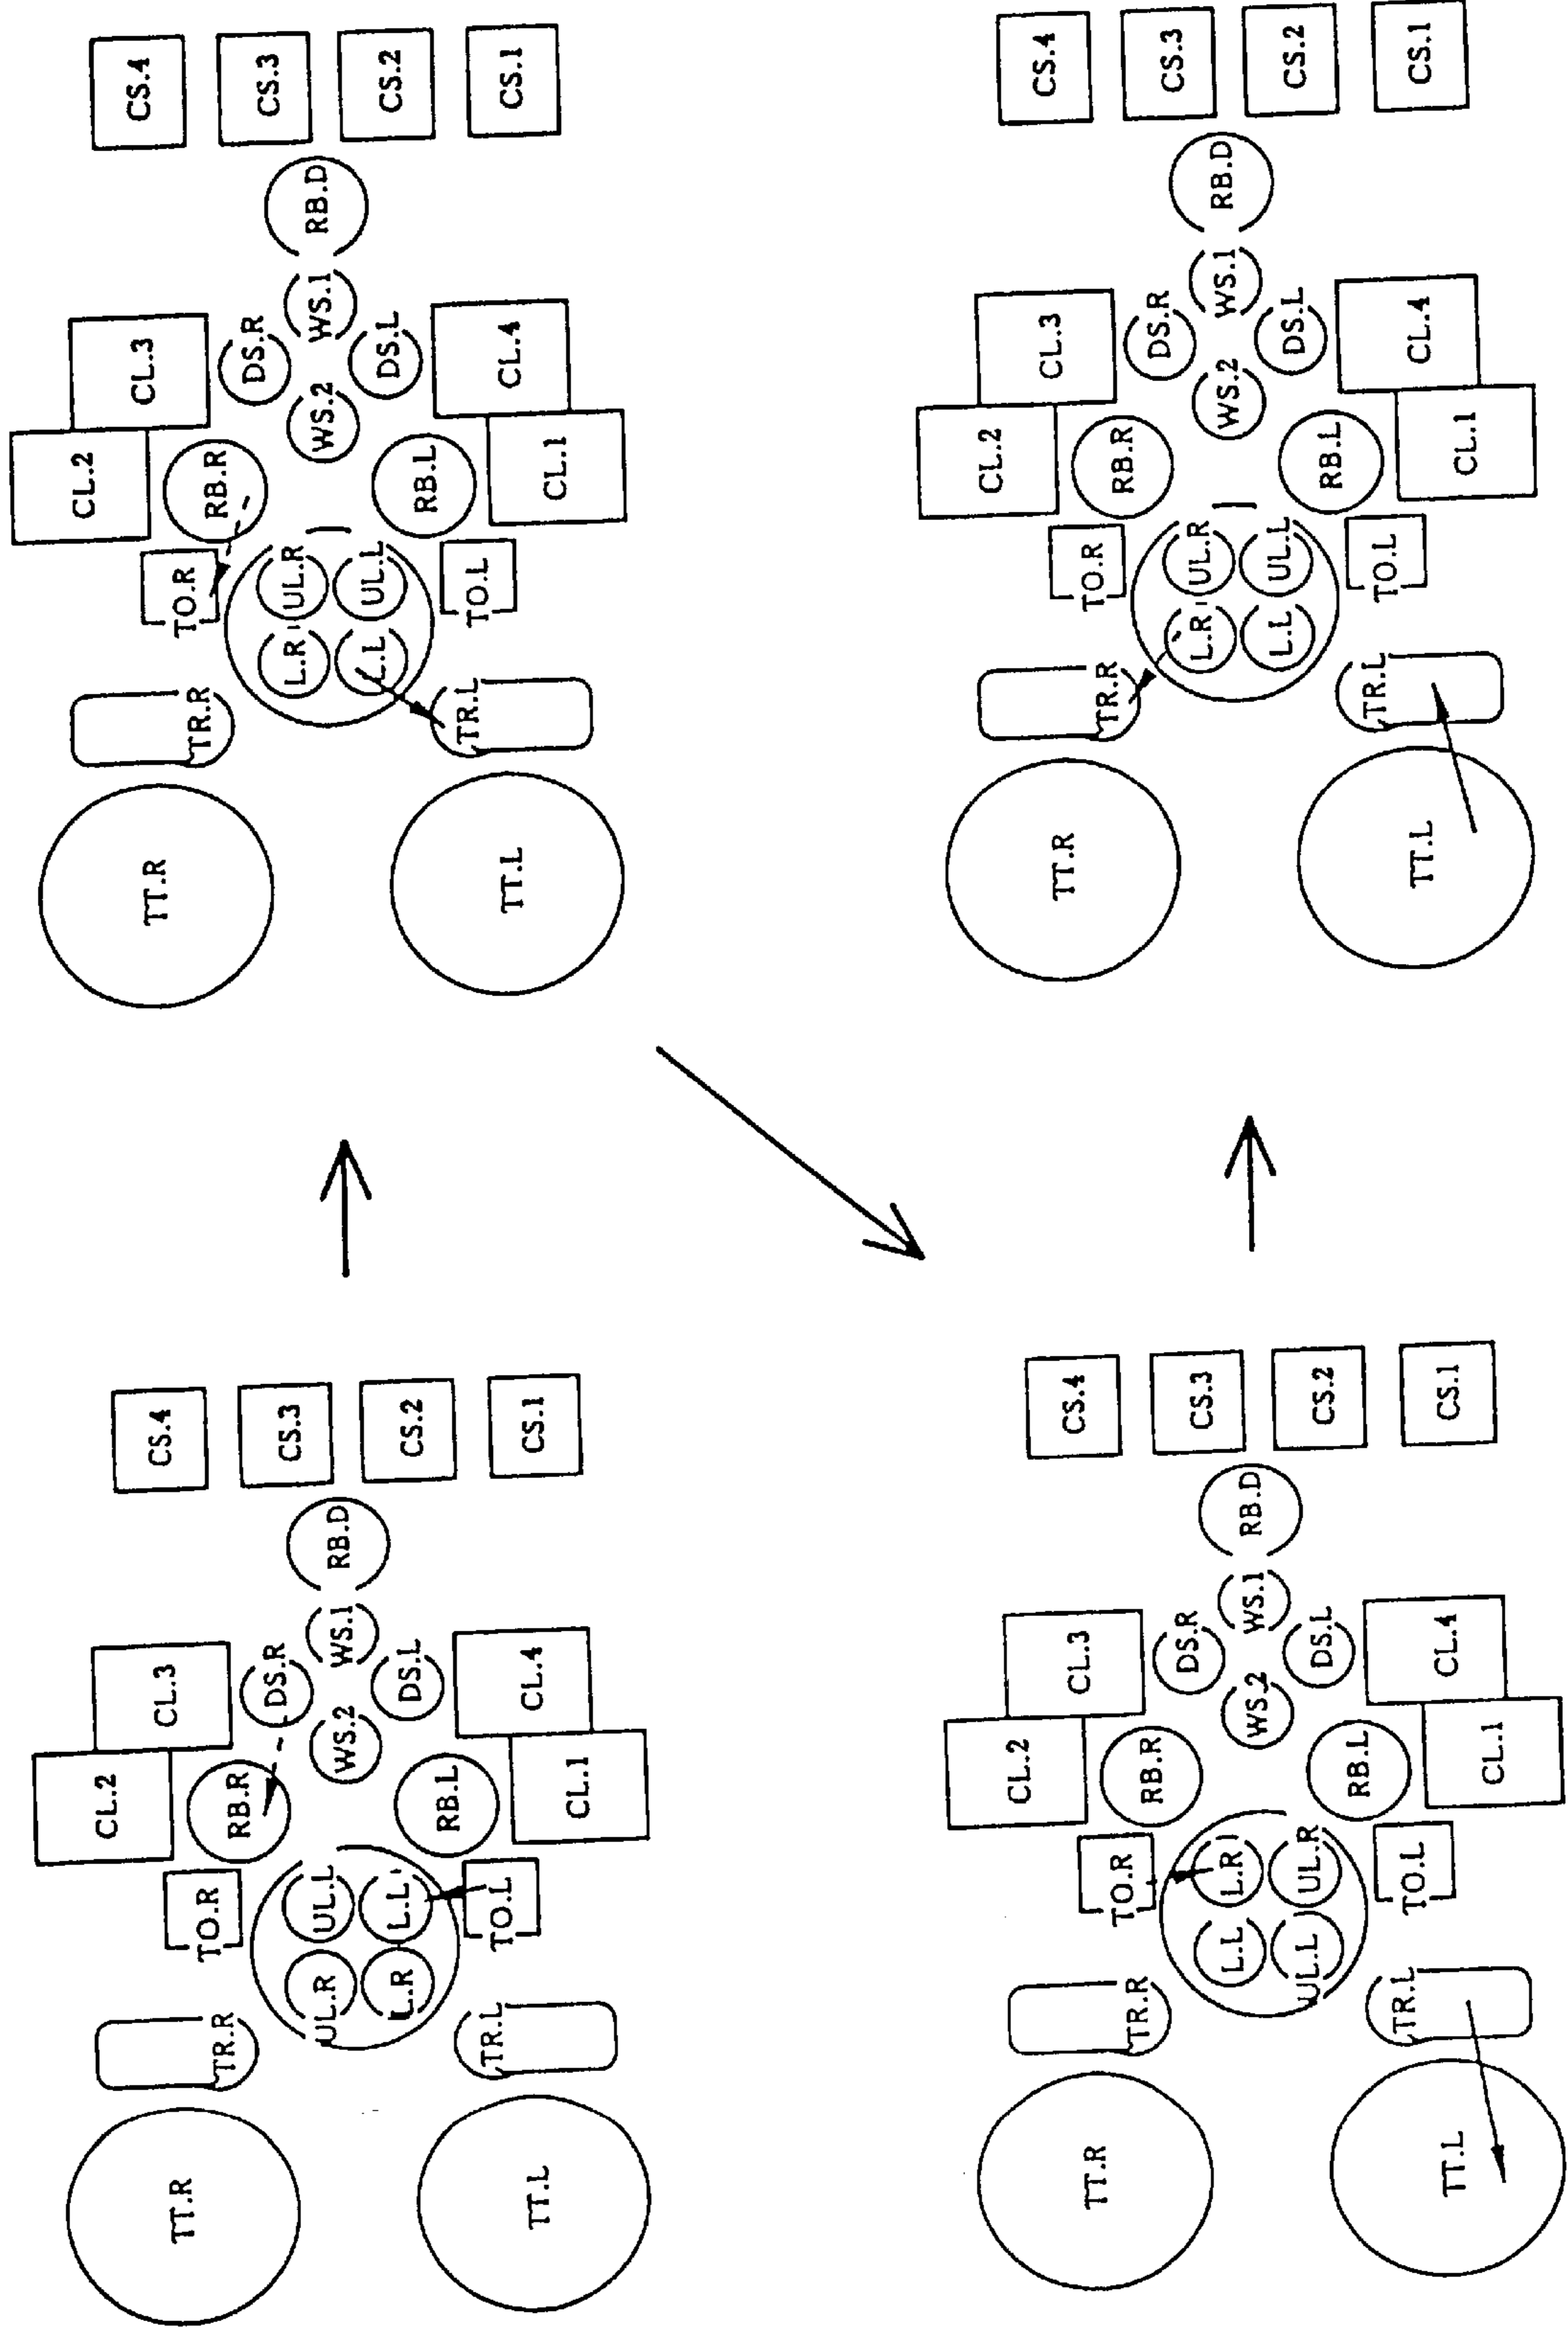 CL.2
CS.4
CL.3
TT.R
TO.R
TR.R
RB.R
DS.R
CS.3
UL.R
UL.L
WS.2
WS.1
RB.D
L.R
L.L
DS.L
CS.2
RB.L
TR.L
TO.L
CL.4
CS.1
TT.L
CL.1
CL.2
CS.4
CL.3
TT.R
TO.R
TR.R
RB.R
DS.R
CS.3
L.R
UL.R
WS.2
WS.1
RB.D
L.L
UL.L
DS.L
CS.2
RB.L
TR.L
TO.L
CL.4
CS.1
TT.L
CL.1
CL.2
CS.4
CL.3
TT.R
TO.R
TR.R
RB.R
DS.R
CS.3
L.L
L.R
WS.2
WS.1
RB.D
UL.L
UL.R
DS.L
CS.2
RB.L
TR.L
TO.L
CL.4
CS.1
TT.L
CL.1
CL.2
CS.4
CL.3
TT.R
TO.R
TR.R
RB.R
DS.R
CS.3
L.R
UL.R
WS.2
WS.1
RB.D
L.L
UL.L
DS.L
CS.2
RB.L
TR.L
TO.L
CL.4
CS.1
TT.L
CL.1